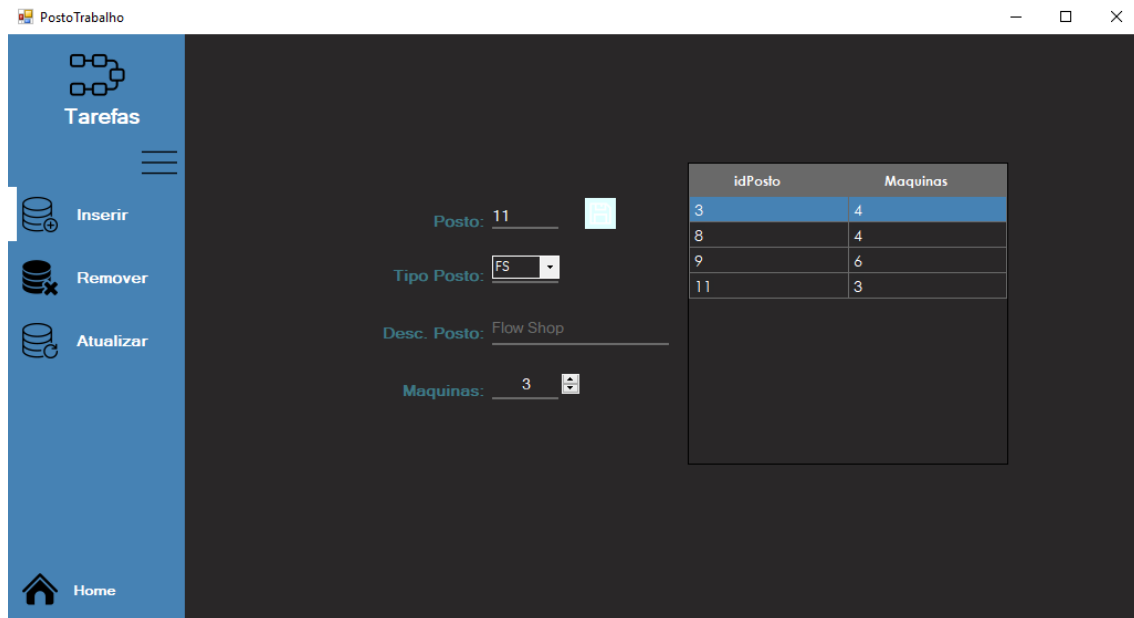 PostoTrabalho
Tarefas
Inserir
Remover
Atualizar
Home
Posto: 11
Tipo Posto: FS
Desc. Posto: Flow Shop
Maquinas: 3
idPosto Maquinas
3 4
8 4
9 6
11 3